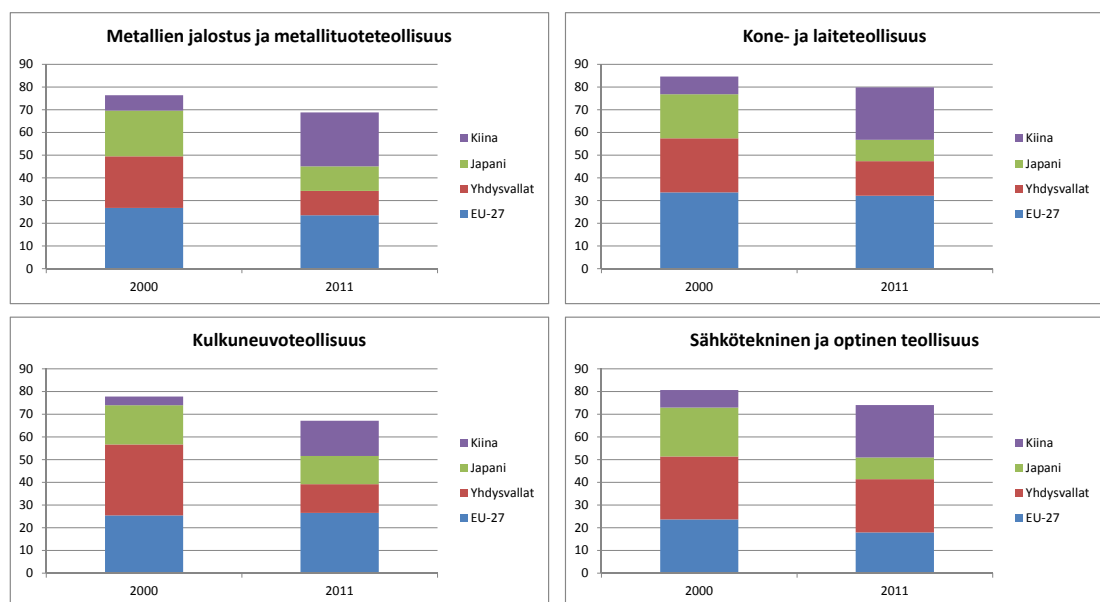 Metallien jalostus ja metallituoteteollisuus
90
80
70
60
50
40
30
20
10
0
2000
2011
Kiina
Japani
Yhdysvallat
EU-27
Kone- ja laiteteollisuus
90
80
70
60
50
40
30
20
10
0
2000
2011
Kiina
Japani
Yhdysvallat
EU-27
Kulkuneuvoteollisuus
90
80
70
60
50
40
30
20
10
0
2000
2011
Kiina
Japani
Yhdysvallat
EU-27
Sähkötekninen ja optinen teollisuus
90
80
70
60
50
40
30
20
10
0
2000
2011
Kiina
Japani
Yhdysvallat
EU-27